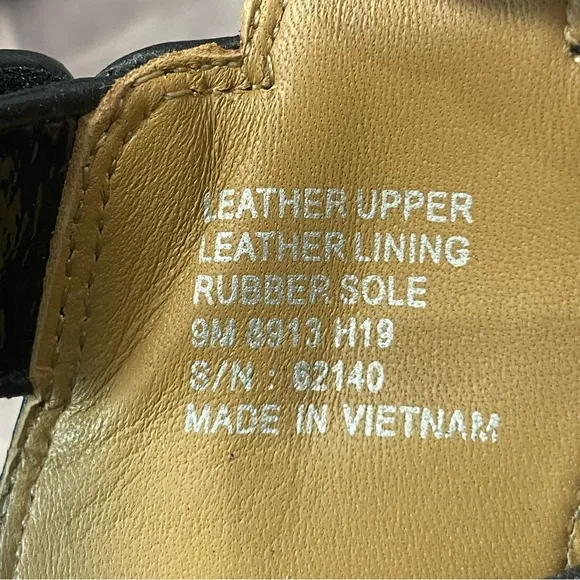 LEATHER UPPER
LEATHER LINING
RUBBER SOLE
9M 8913 H19
S/N : 62140
MADE IN VIETNAM